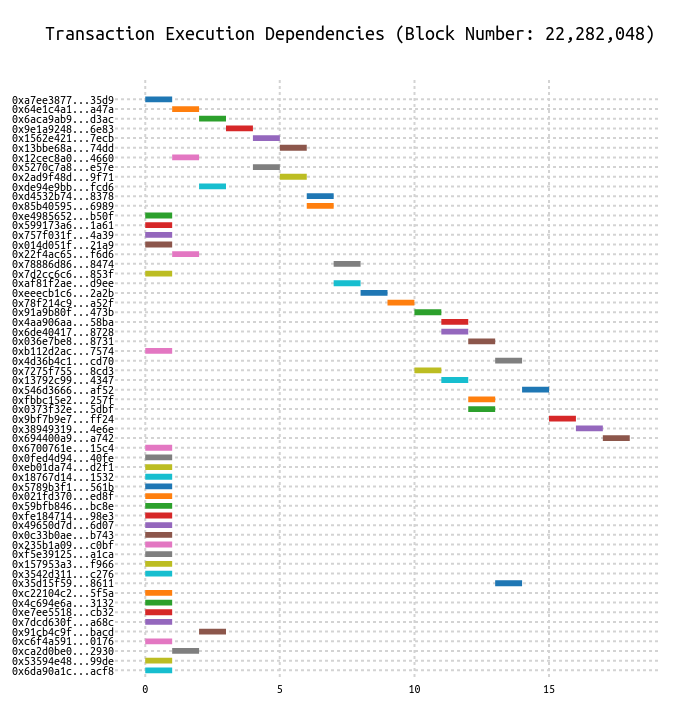 Transaction Execution Dependencies (Block Number: 22,282,048)
0xa7ee3877...35d9
0x64e1c4a1...a47a
0x6aca9ab9...d3ac
0x9e1a9248...6e83
0x1562e421...7ecb
0x13bbe68a...74dd
0x12cec8a0...4660
0x5270c7a8...e57e
0x2ad9f48d...9f71
0xde94e9bb...fcd6
0xd4532b74...8378
0x85b40595...6989
0xe4985652...b50f
0x599173a6...1a61
0x757f031f...4a39
0x014d051f...21a9
0x22f4ac65...f6d6
0x78886d86...8474
0x7d2cc6c6...853f
0xaf81f2ae...d9ee
0xeeecb1c6...2a2b
0x78f214c9...a52f
0x91a9b80f...473b
0x4aa906aa...58ba
0x6de40417...8728
0x036e7be8...8731
0xb112d2ac...7574
0x4d36b4c1...cd70
0x7275f755...8cd3
0x13792c99...4347
0x546d3666...af52
0xfbbc15e2...257f
0x0373f32e...5dbf
0x9bf7b9e7...ff24
0x38949319...4e6e
0x694400a9...a742
0x6700761e...15c4
0x0fed4d94...40fe
0xeb01da74...d2f1
0x18767d14...1532
0x5789b3f1...561b
0x021fd370...ed8f
0x59bfb846...bc8e
0xfe184714...98e3
0x49650d7d...6d07
0x0c33b0ae...b743
0x235b1a09...c0bf
0xf5e39125...a1ca
0x157953a3...f966
0x3542d311...c276
0x35d15f59...8611
0xc22104c2...5f5a
0x4c694e6a...3132
0xe7ee5518...cb32
0x7dcd630f...a68c
0x91cb4c9f...bacd
0xc6f4a591...0176
0xca2d0be0...2930
0x53594e48...99de
0x6da90a1c...acf8
0 5 10 15